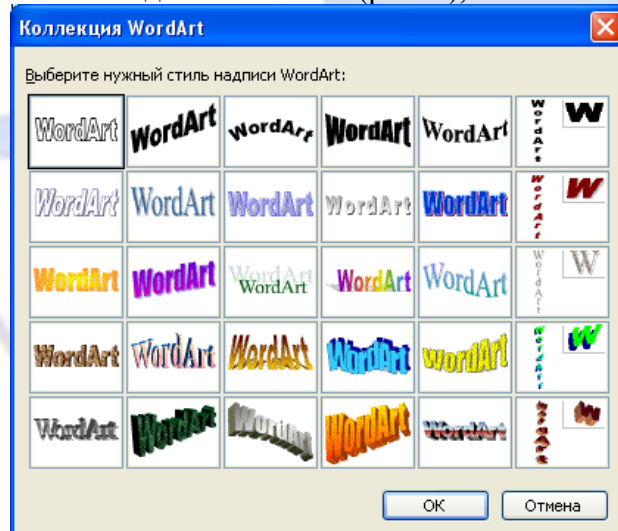 Коллекция WordArt
Выберите нужный стиль надписи WordArt:
WordArt WordArt WordArt WordArt WordArt WordArt W
WordArt WordArt WordArt WordArt WordArt WordArt W
WordArt WordArt WordArt WordArt WordArt WordArt WordArt W
WordArt WordArt WordArt WordArt WordArt WordArt W
WordArt WordArt WordArt WordArt WordArt WordArt W
ОК Отмена